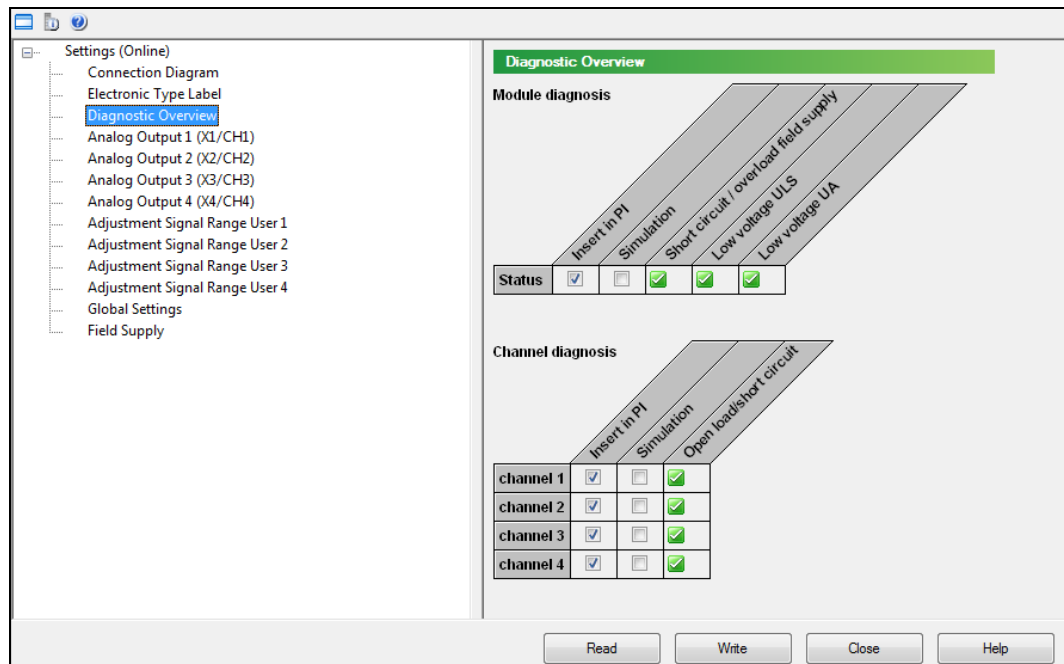 Settings (Online)
Connection Diagram
Electronic Type Label
Diagnostic Overview
Analog Output 1 (X1/CH1)
Analog Output 2 (X2/CH2)
Analog Output 3 (X3/CH3)
Analog Output 4 (X4/CH4)
Adjustment Signal Range User 1
Adjustment Signal Range User 2
Adjustment Signal Range User 3
Adjustment Signal Range User 4
Global Settings
Field Supply
Diagnostic Overview
Module diagnosis
Insert in PI
Simulation
Short circuit / overload field supply
Low voltage ULS
Low voltage UA
Status
Channel diagnosis
Insert in PI
Simulation
Open load/short circuit
channel 1
channel 2
channel 3
channel 4
Read Write Close Help